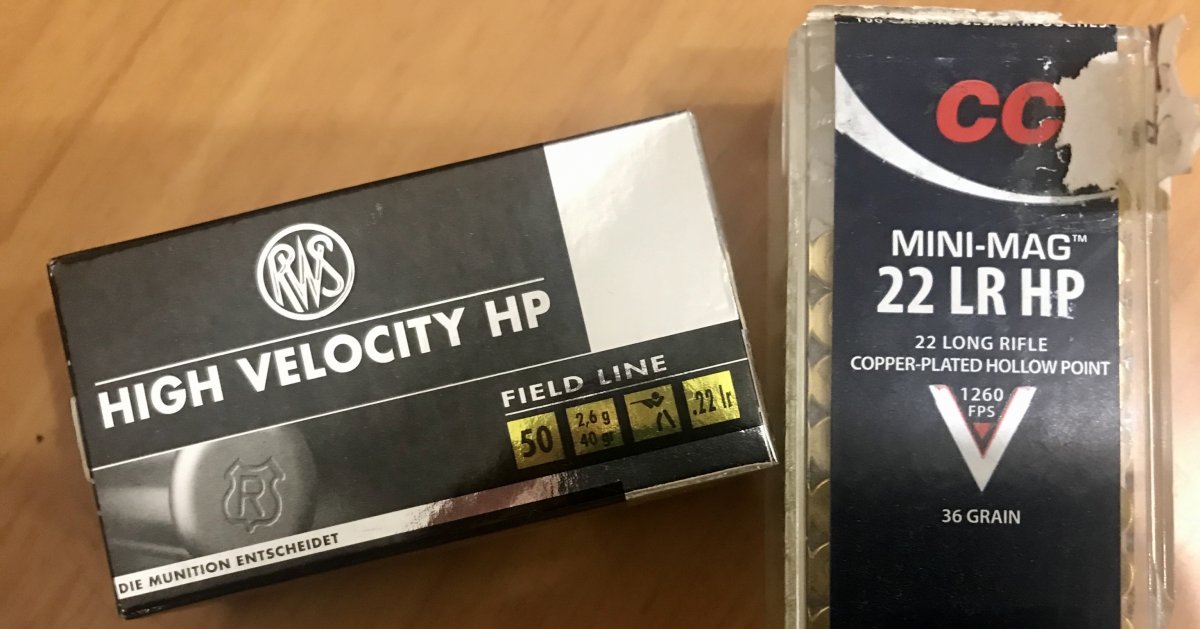 RWS
HIGH VELOCITY HP
FIELD LINE
50
2,6 g
40 gr
.22 lr
R
DIE MUNITION ENTSCHEIDET
CC
MINI-MAG™
22 LR HP
22 LONG RIFLE
COPPER-PLATED HOLLOW POINT
1260
FPS
36 GRAIN